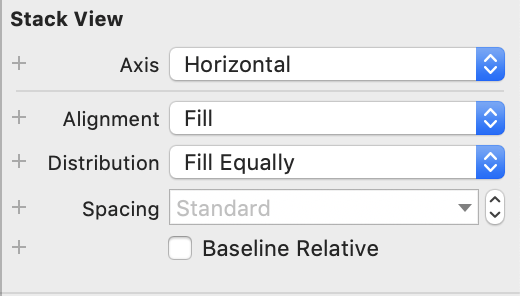 Stack View
Axis Horizontal
Alignment Fill
Distribution Fill Equally
Spacing Standard
Baseline Relative